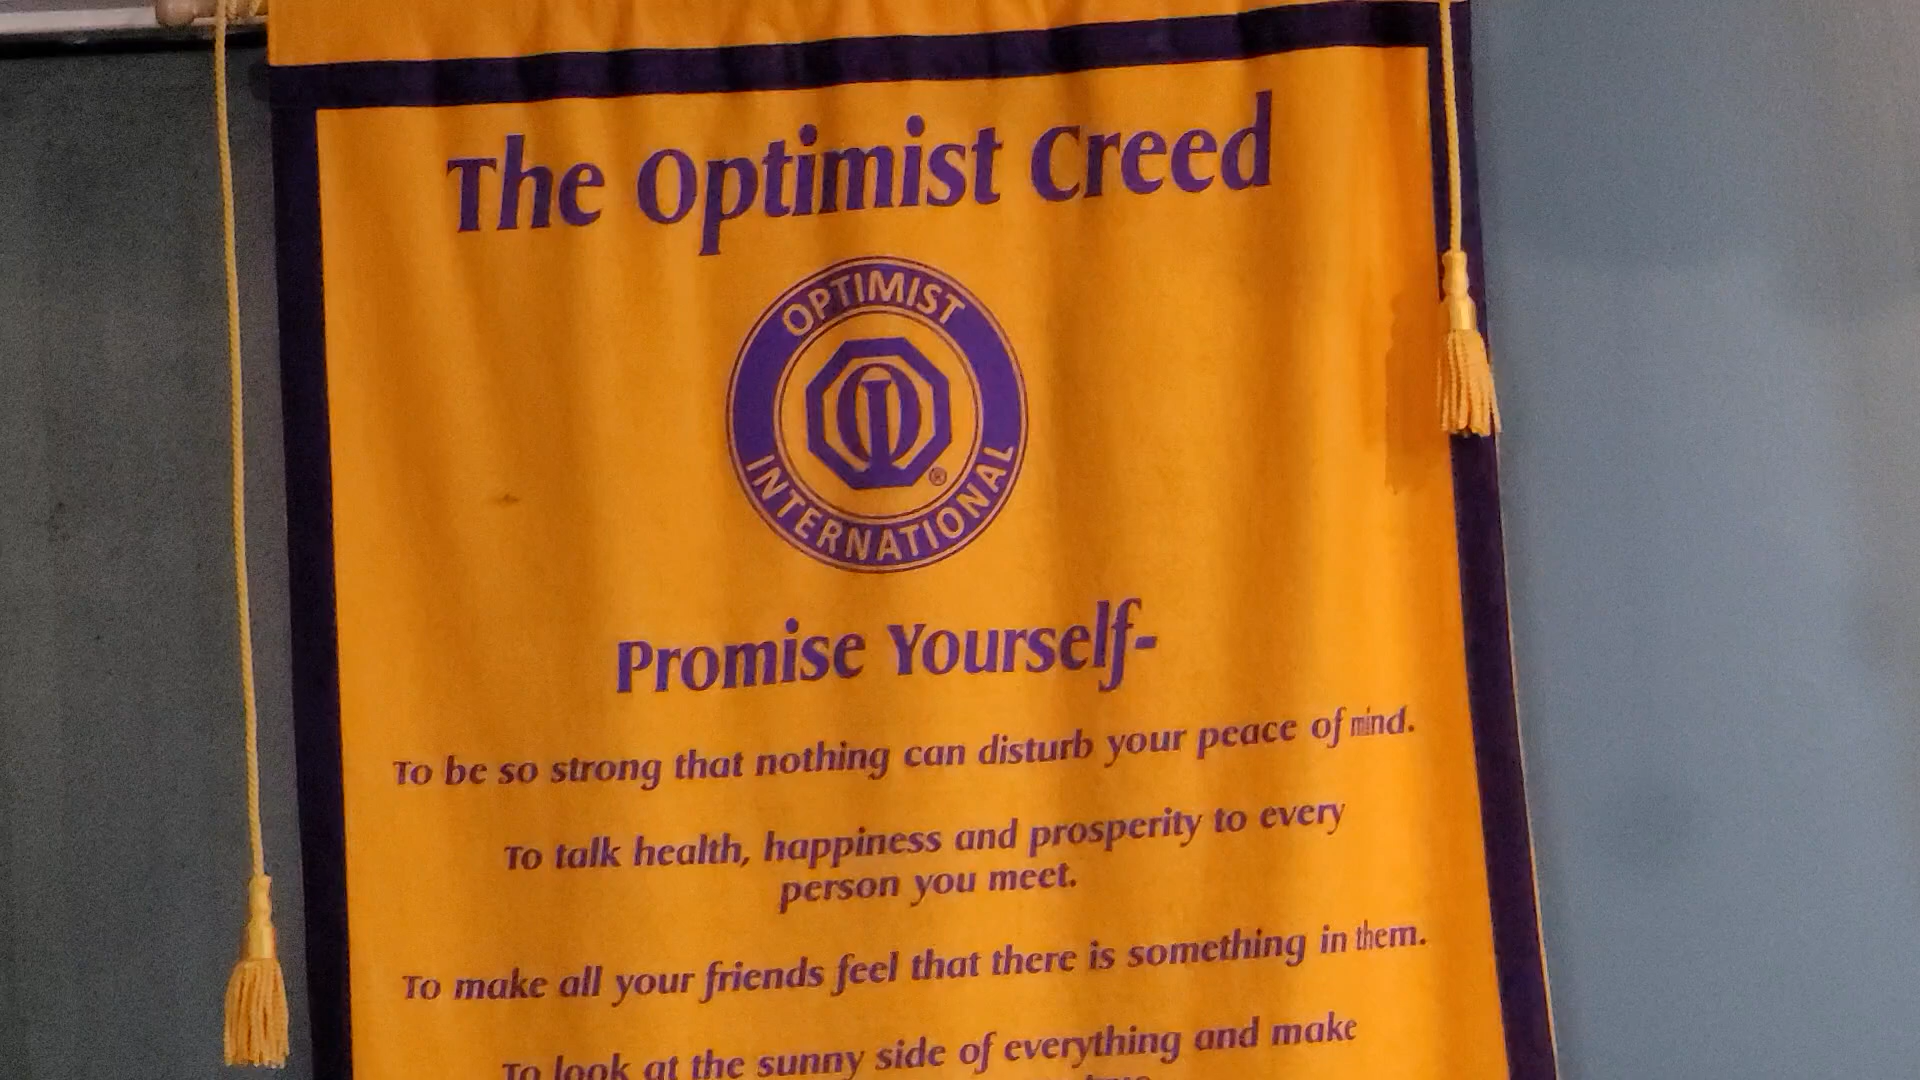 The Optimist Creed
OPTIMIST
INTERNATIONAL
®
Promise Yourself-
To be so strong that nothing can disturb your peace of mind.
To talk health, happiness and prosperity to every
person you meet.
To make all your friends feel that there is something in them.
To look at the sunny side of everything and make